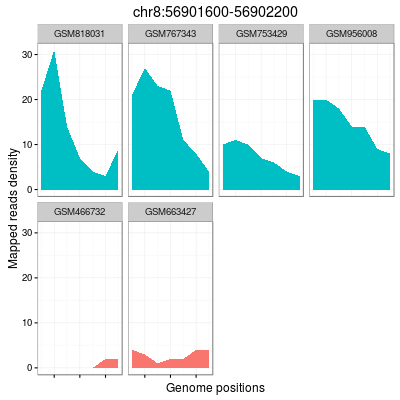 chr8:56901600-56902200
GSM818031 GSM767343 GSM753429 GSM956008
30
20
10
0
GSM466732 GSM663427
30
20
10
0
Mapped reads density
Genome positions